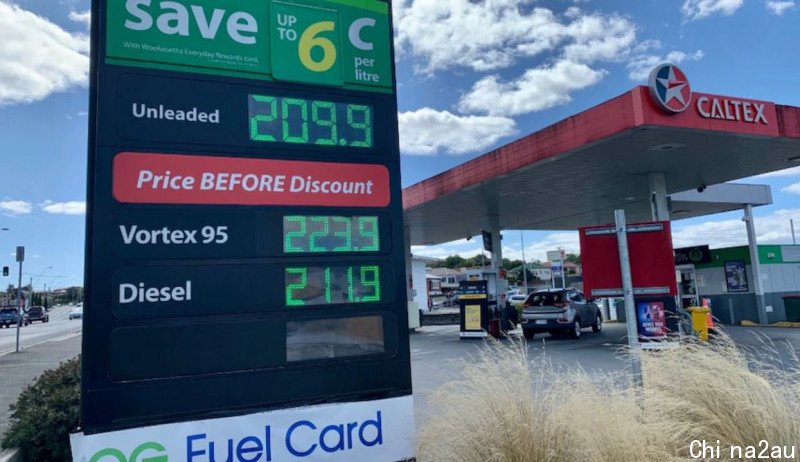 save
UP TO 6 C per litre
With Woolworths Everyday Rewards Card.
Unleaded 209.9
Price BEFORE Discount
Vortex 95 223.9
Diesel 211.9
Fuel Card
CALTEX
Chi na2au